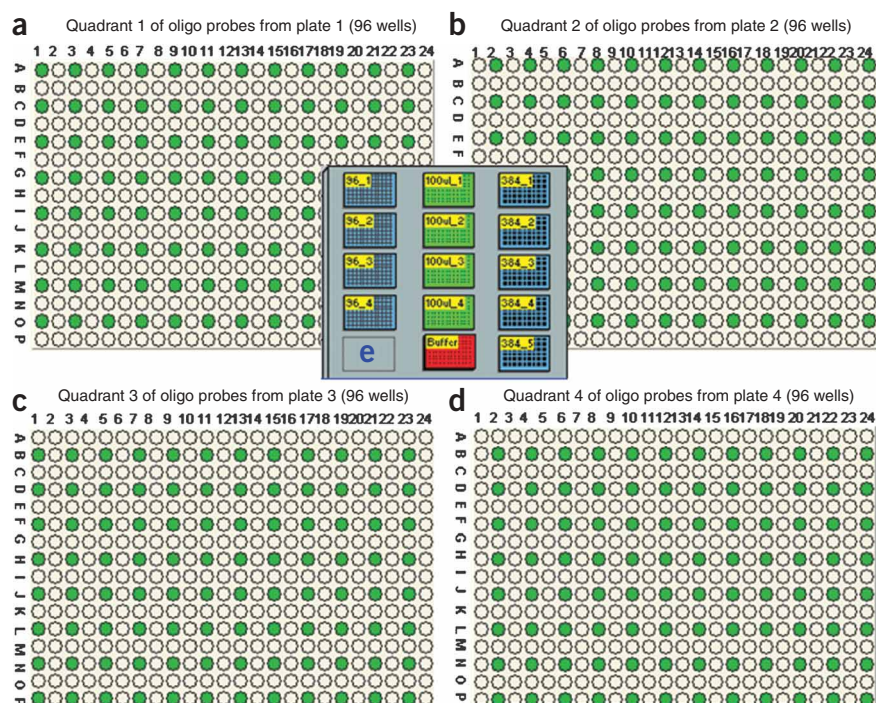 a Quadrant 1 of oligo probes from plate 1 (96 wells)
1 2 3 4 5 6 7 8 9 10 11 12 13 14 15 16 17 18 19 20 21 22 23 24
A
B
C
D
E
F
G
H
I
J
K
L
M
N
O
P
b Quadrant 2 of oligo probes from plate 2 (96 wells)
1 2 3 4 5 6 7 8 9 10 11 12 13 14 15 16 17 18 19 20 21 22 24
A
B
C
D
E
F
96_1 100ul_1 384_1
96_2 100ul_2 384_2
96_3 100ul_3 384_3
96_4 100ul_4 384_4
e Buffer 384_5
c Quadrant 3 of oligo probes from plate 3 (96 wells)
1 2 3 4 5 6 7 8 9 10 11 12 13 14 15 16 17 18 19 20 21 22 23 24
A
B
C
D
E
F
G
H
I
J
K
L
M
N
O
P
d Quadrant 4 of oligo probes from plate 4 (96 wells)
1 2 3 4 5 6 7 8 9 10 11 12 13 14 15 16 17 18 19 20 21 22 23 24
A
B
C
D
E
F
G
H
I
J
K
L
M
N
O
P